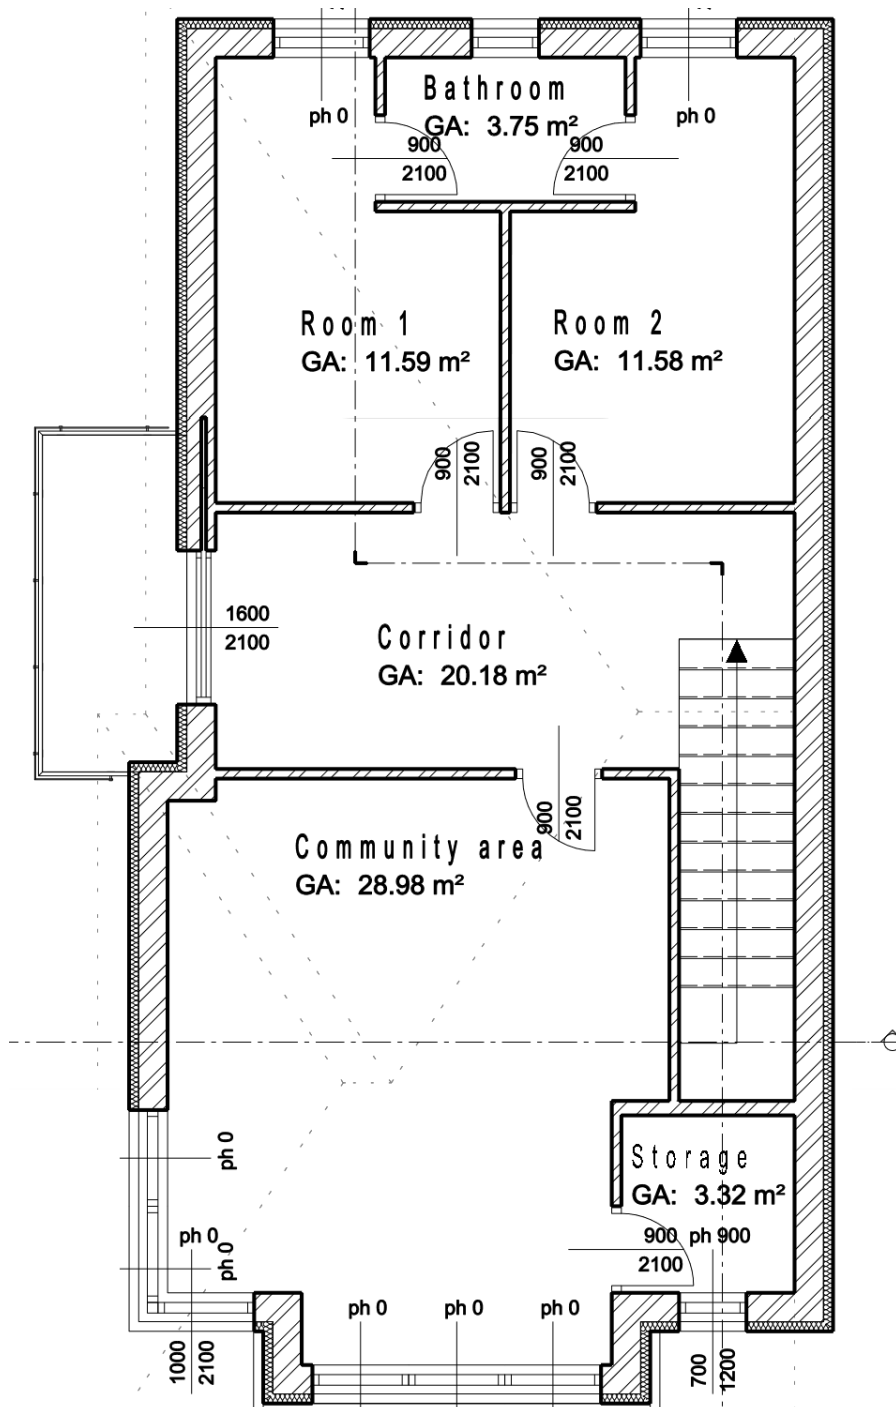 Bathroom
GA: 3.75 m²
ph 0
ph 0
900
2100
900
2100
Room 1
GA: 11.59 m²
Room 2
GA: 11.58 m²
900
2100
900
2100
1600
2100
Corridor
GA: 20.18 m²
900
2100
Community area
GA: 28.98 m²
ph 0
Storage
GA: 3.32 m²
900
2100
ph 900
ph 0
ph 0
ph 0
ph 0
ph 0
1000
2100
700
1200